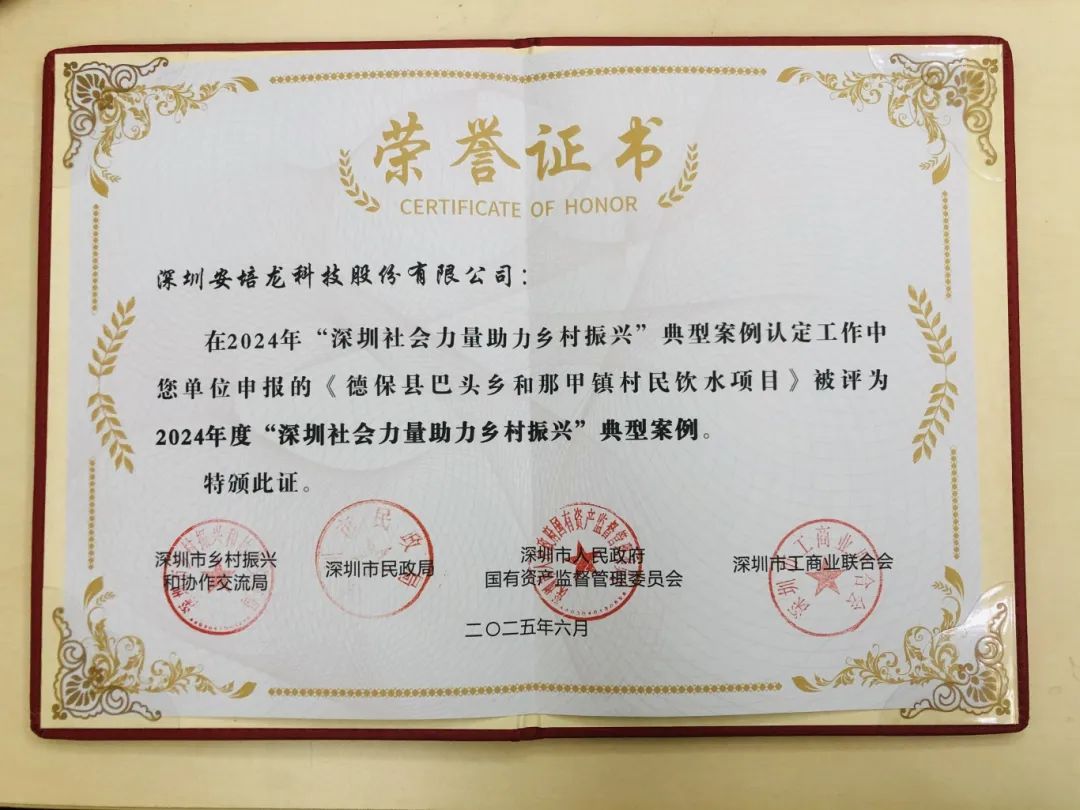 荣誉证书
CERTIFICATE OF HONOR
深圳安培龙科技股份有限公司：
在2024年“深圳社会力量助力乡村振兴”典型案例认定工作中
您单位申报的《德保县巴头乡和那甲镇村民饮水项目》被评为
2024年度“深圳社会力量助力乡村振兴”典型案例。
特颁此证。
深圳市乡村振兴
和协作交流局
深圳市民政局
深圳市人民政府
国有资产监督管理委员会
深圳市工商业联合会
二〇二五年六月